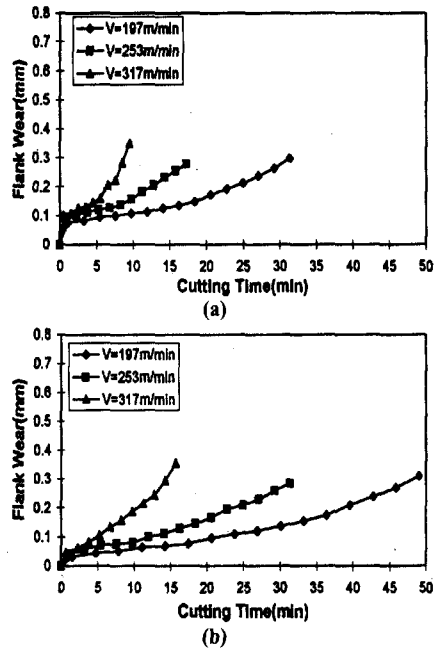 0.8
0.7
0.6
0.5
0.4
0.3
0.2
0.1
0
Flank Wear(mm)
V=197m/min
V=253m/min
V=317m/min
0 5 10 15 20 25 30 35 40 45 50
Cutting Time(min)
(a)
0.8
0.7
0.6
0.5
0.4
0.3
0.2
0.1
0
Flank Wear(mm)
V=197m/min
V=253m/min
V=317m/min
0 5 10 15 20 25 30 35 40 45 50
Cutting Time(min)
(b)